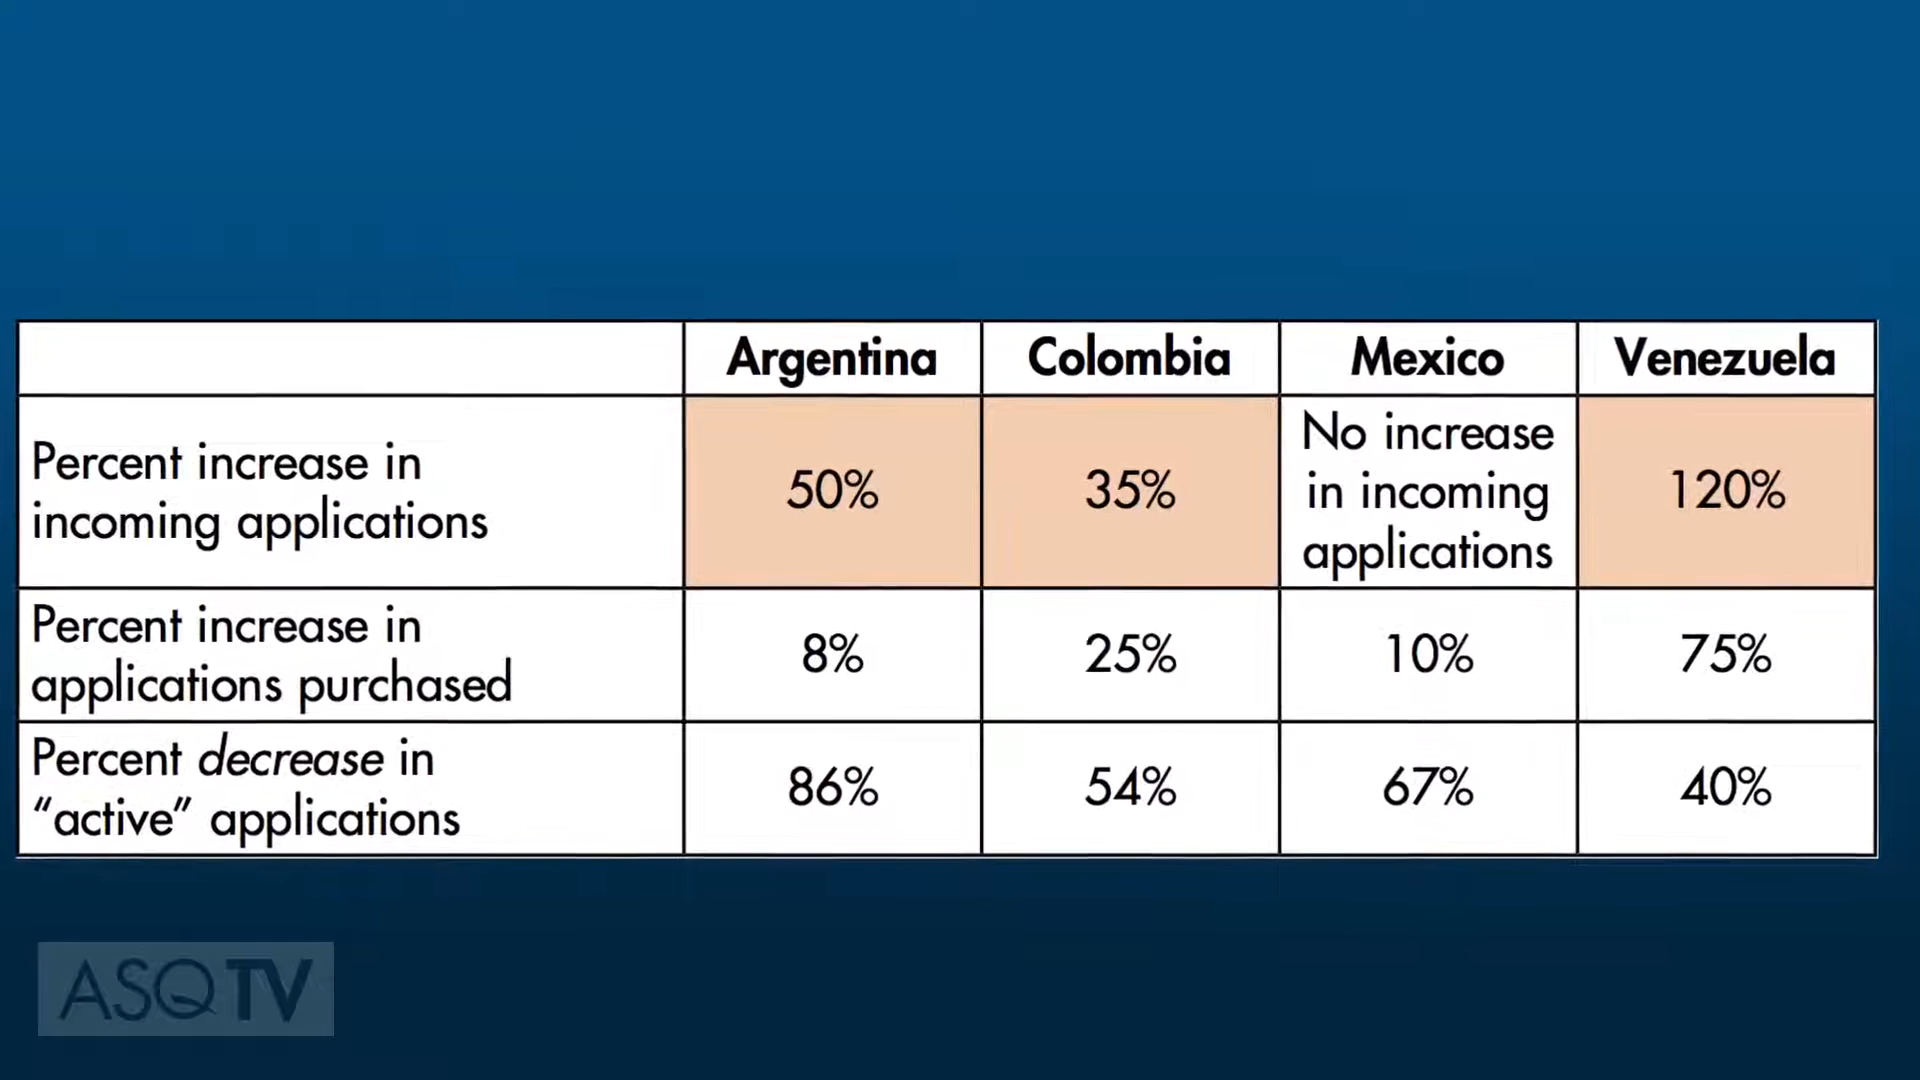 Argentina Colombia Mexico Venezuela
Percent increase in
incoming applications
50% 35% No increase
in incoming
applications
120%
Percent increase in
applications purchased
8% 25% 10% 75%
Percent decrease in
“active” applications
86% 54% 67% 40%
ASQTV